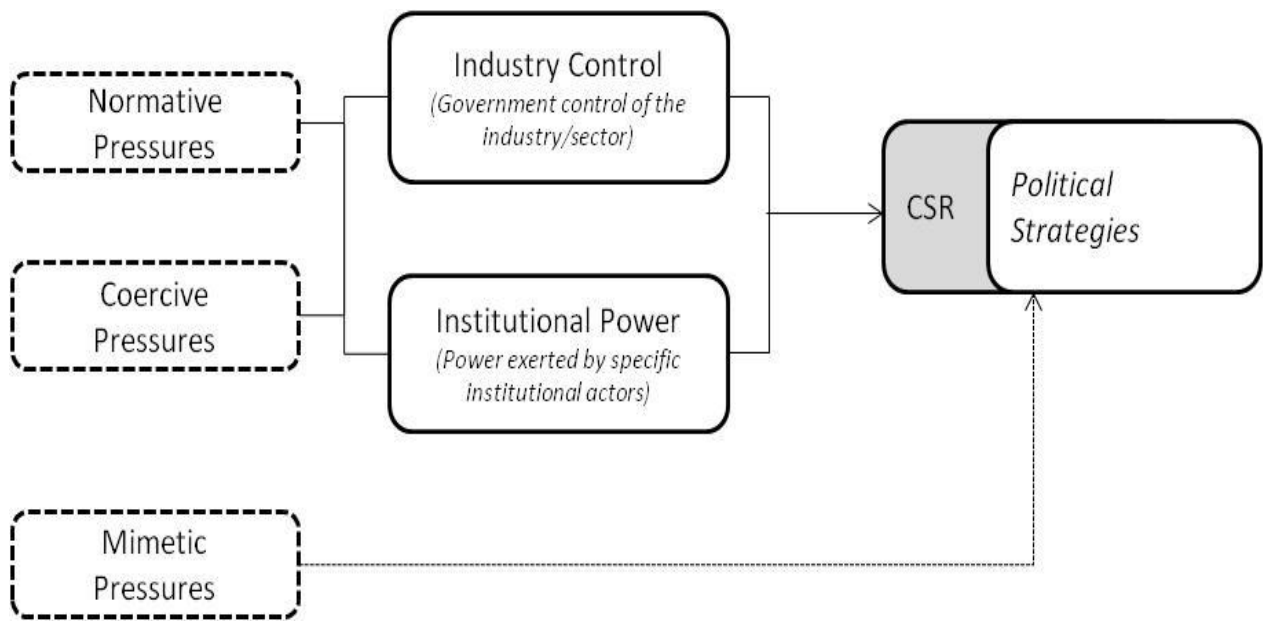 Normative
Pressures
Industry Control
(Government control of the
industry/sector)
CSR
Political
Strategies
Coercive
Pressures
Institutional Power
(Power exerted by specific
institutional actors)
Mimetic
Pressures